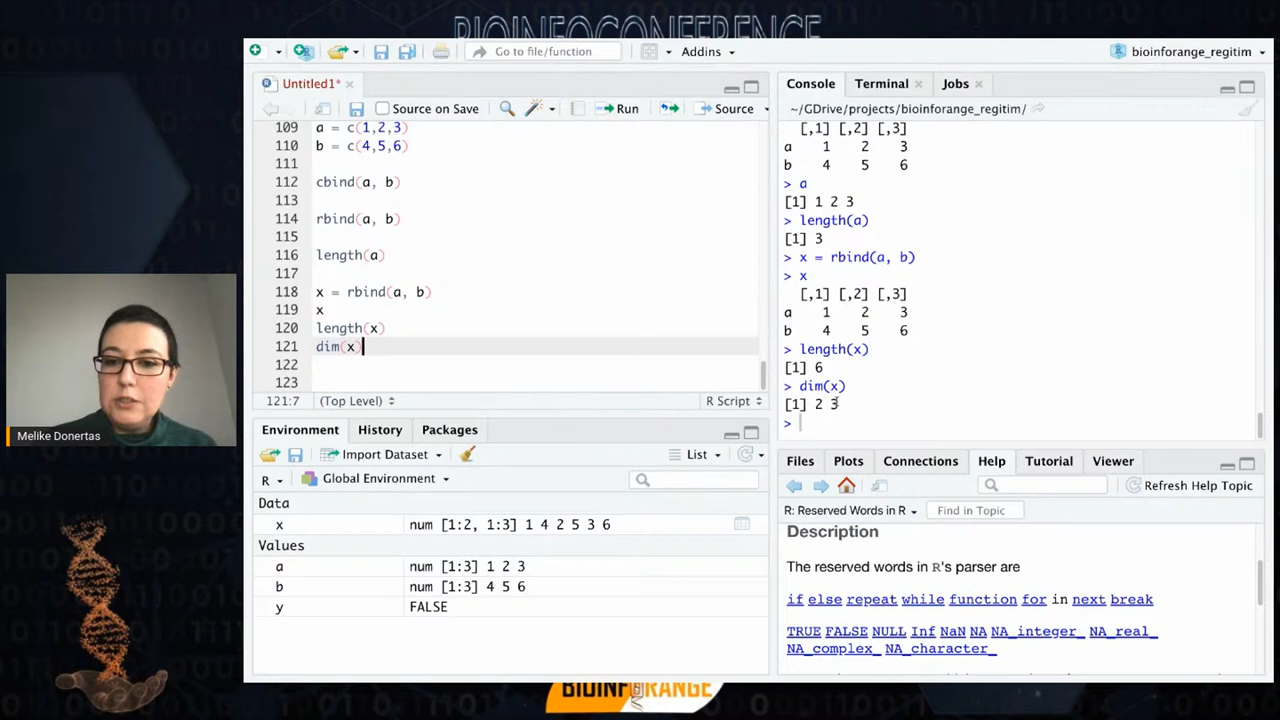 BIOINFOCONFERENCE
Go to file/function
Addins
bioinforange_regitim
Untitled1*
Source on Save
Run
Source
109 a = c(1,2,3)
110 b = c(4,5,6)
111
112 cbind(a, b)
113
114 rbind(a, b)
115
116 length(a)
117
118 x = rbind(a, b)
119 x
120 length(x)
121 dim(x)
122
123
121:7 (Top Level) R Script
Console Terminal Jobs
~/GDrive/projects/bioinforange_regitim/
[,1] [,2] [,3]
a 1 2 3
b 4 5 6
> a
[1] 1 2 3
> length(a)
[1] 3
> x = rbind(a, b)
> x
[,1] [,2] [,3]
a 1 2 3
b 4 5 6
> length(x)
[1] 6
> dim(x)
[1] 2 3
>
Melike Donertas
Environment History Packages
Import Dataset
List
R
Global Environment
Data
x num [1:2, 1:3] 1 4 2 5 3 6
Values
a num [1:3] 1 2 3
b num [1:3] 4 5 6
y FALSE
Files Plots Connections Help Tutorial Viewer
Refresh Help Topic
R: Reserved Words in R
Find in Topic
Description
The reserved words in R's parser are
if else repeat while function for in next break
TRUE FALSE NULL Inf NaN NA NA_integer_ NA_real_
NA_complex_ NA_character_
BIOINFORANGE